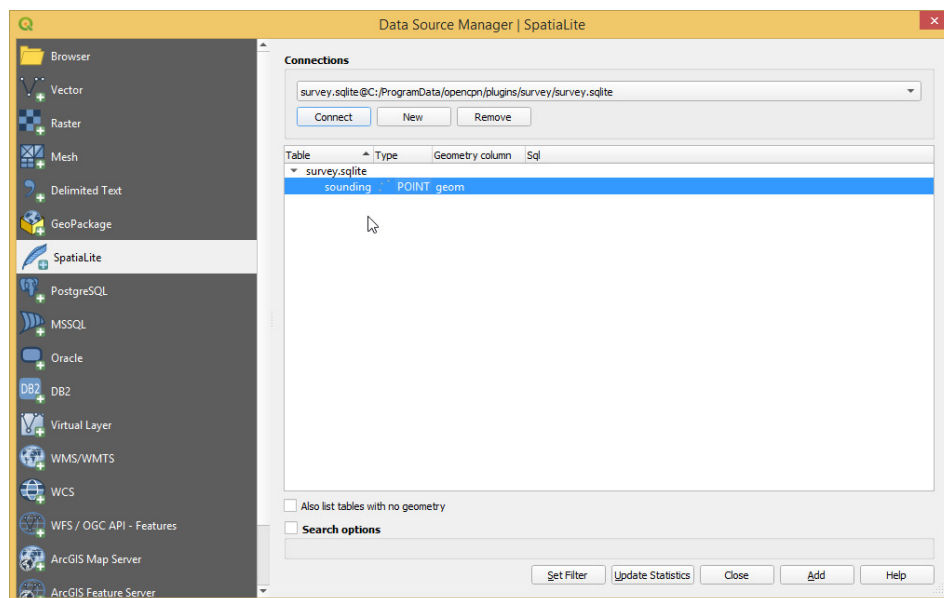 Data Source Manager | SpatiaLite
Browser
Vector
Raster
Mesh
Delimited Text
GeoPackage
SpatiaLite
PostgreSQL
MSSQL
Oracle
DB2 DB2
Virtual Layer
WMS/WMTS
WCS
WFS / OGC API - Features
ArcGIS Map Server
ArcGIS Feature Server
Connections
survey.sqlite@C:/ProgramData/opencpn/plugins/survey/survey.sqlite
Connect New Remove
Table Type Geometry column Sql
survey.sqlite
sounding POINT geom
Also list tables with no geometry
Search options
Set Filter Update Statistics Close Add Help